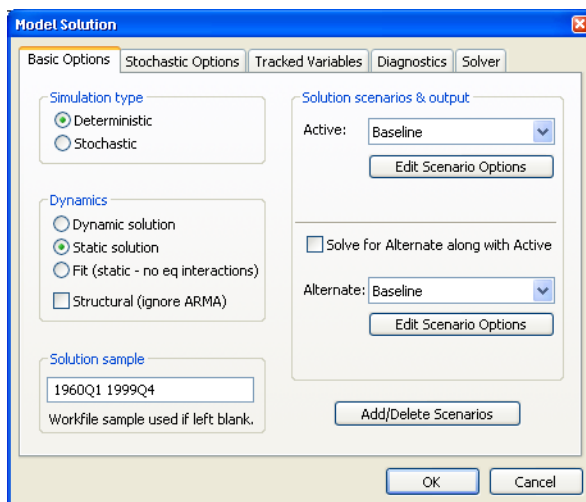 Model Solution
Basic Options Stochastic Options Tracked Variables Diagnostics Solver
Simulation type
Deterministic
Stochastic
Dynamics
Dynamic solution
Static solution
Fit (static - no eq interactions)
Structural (ignore ARMA)
Solution sample
1960Q1 1999Q4
Workfile sample used if left blank.
Solution scenarios & output
Active: Baseline
Edit Scenario Options
Solve for Alternate along with Active
Alternate: Baseline
Edit Scenario Options
Add/Delete Scenarios
OK Cancel